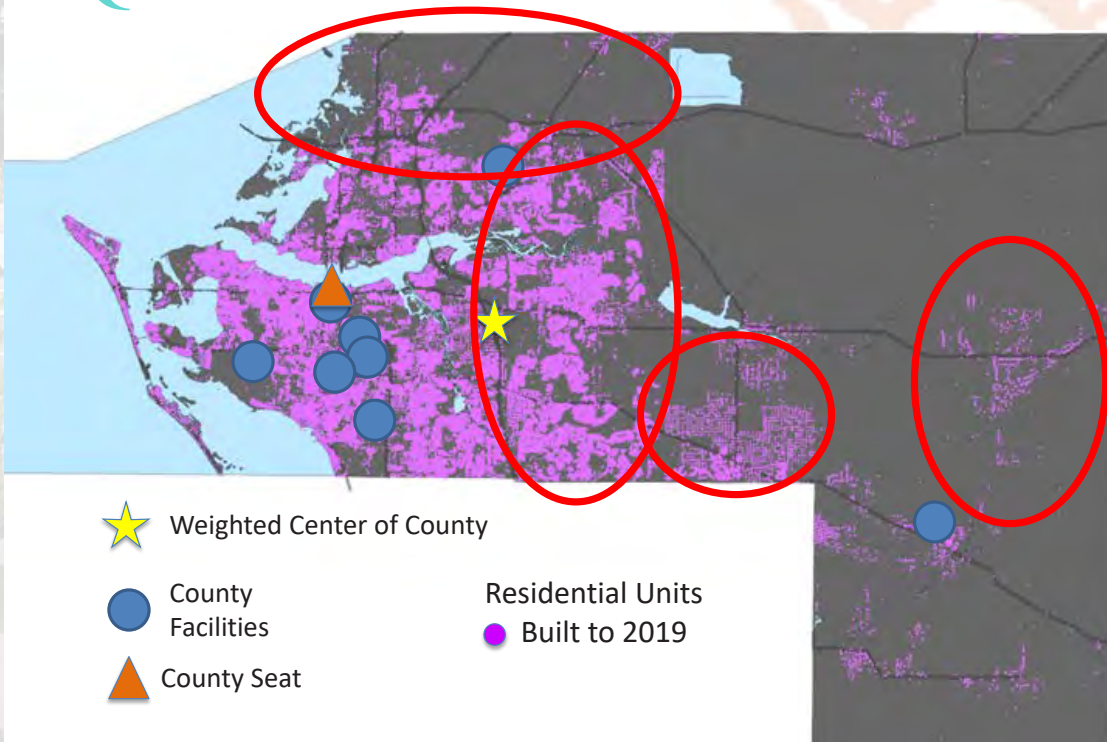 Weighted Center of County
County
Facilities
County Seat
Residential Units
Built to 2019